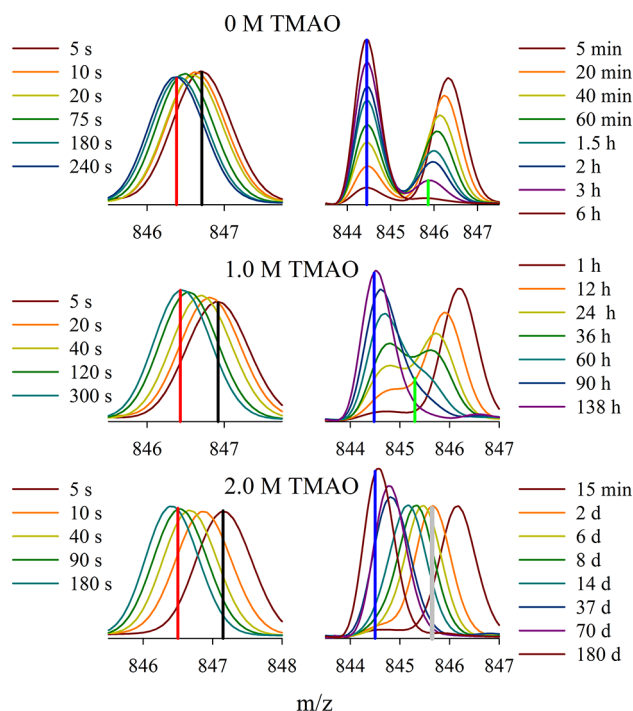 0 M TMAO
5 s
10 s
20 s
75 s
180 s
240 s
846 847
5 min
20 min
40 min
60 min
1.5 h
2 h
3 h
6 h
844 845 846 847
1.0 M TMAO
5 s
20 s
40 s
120 s
300 s
846 847
1 h
12 h
24 h
36 h
60 h
90 h
138 h
844 845 846 847
2.0 M TMAO
5 s
10 s
40 s
90 s
180 s
846 847 848
15 min
2 d
6 d
8 d
14 d
37 d
70 d
180 d
844 845 846 847
m/z